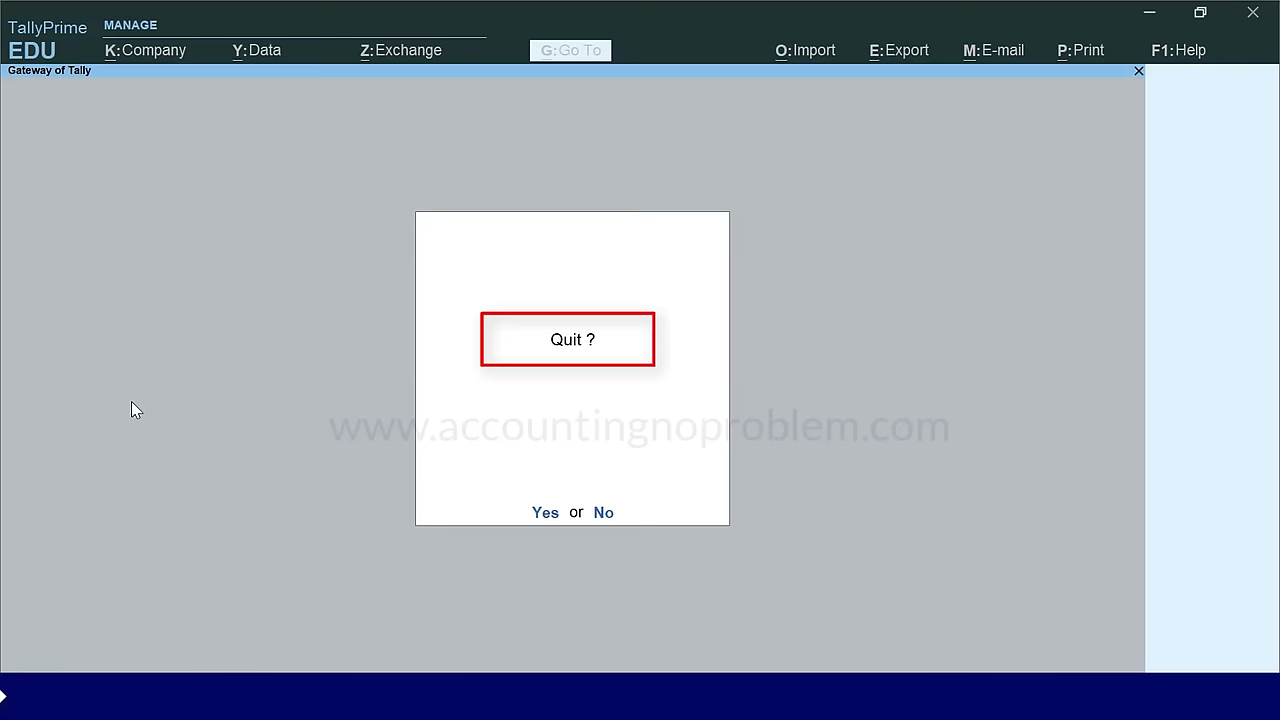 TallyPrime
EDU
MANAGE
K:Company Y:Data Z:Exchange G:Go To O:Import E:Export M:E-mail P:Print F1:Help
Gateway of Tally
Quit ?
www.accountingnoproblem.com
Yes or No